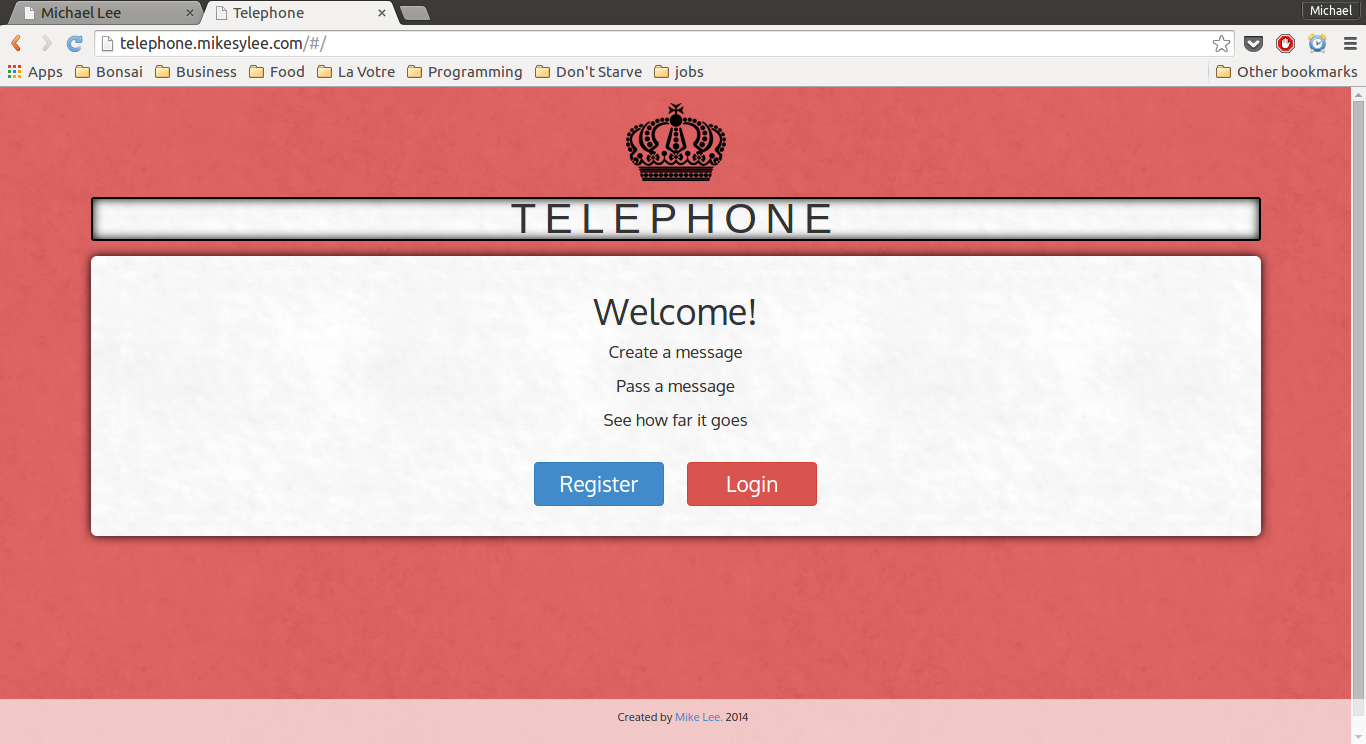 Michael Lee
Telephone
Michael
telephone.mikesylee.com/#/
Apps Bonsai Business Food La Votre Programming Don't Starve jobs Other bookmarks
TELEPHONE
Welcome!
Create a message
Pass a message
See how far it goes
Register Login
Created by Mike Lee. 2014